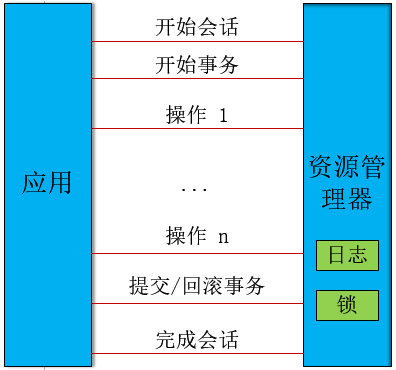 开始会话
开始事务
操作 1
应用
...
资源管
理器
操作 n
日志
提交/回滚事务
锁
完成会话